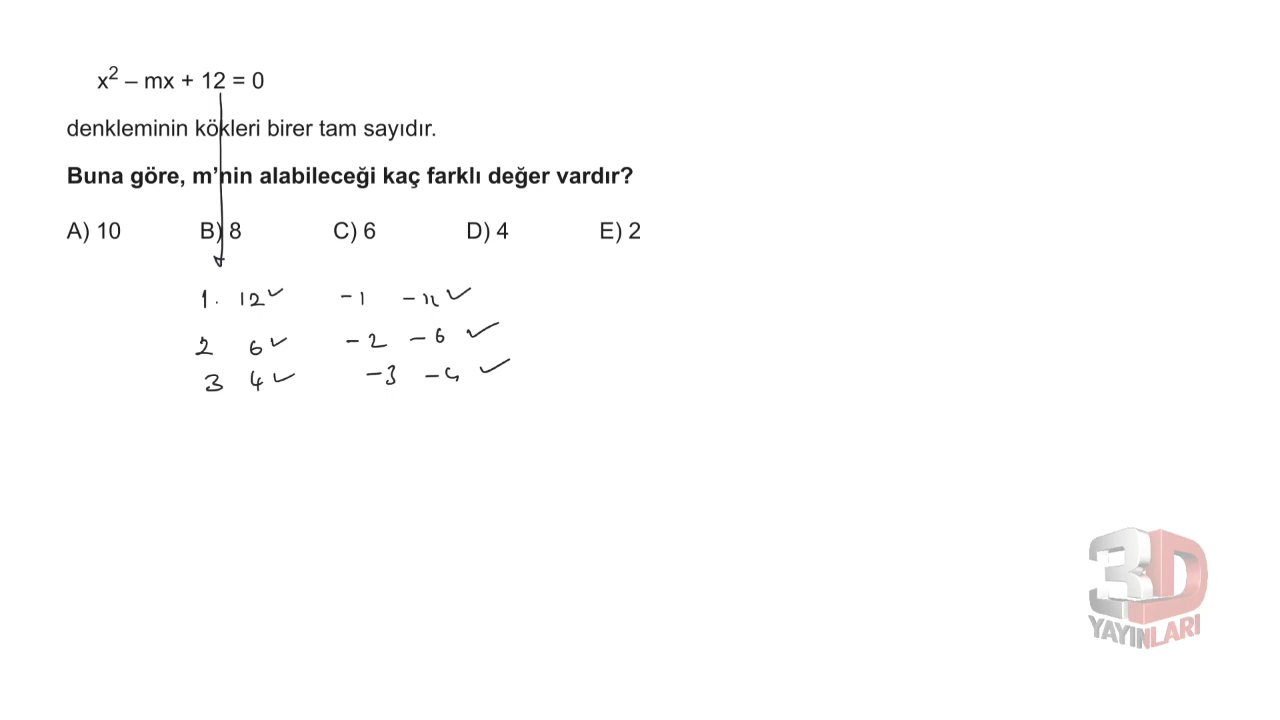 x² – mx + 12 = 0
denkleminin kökleri birer tam sayıdır.
Buna göre, m'nin alabileceği kaç farklı değer vardır?
A) 10 B) 8 C) 6 D) 4 E) 2
1. 12 ✓ -1 -12 ✓
2 6 ✓ -2 -6 ✓
3 4 ✓ -3 -4 ✓
3D
YAYINLARI